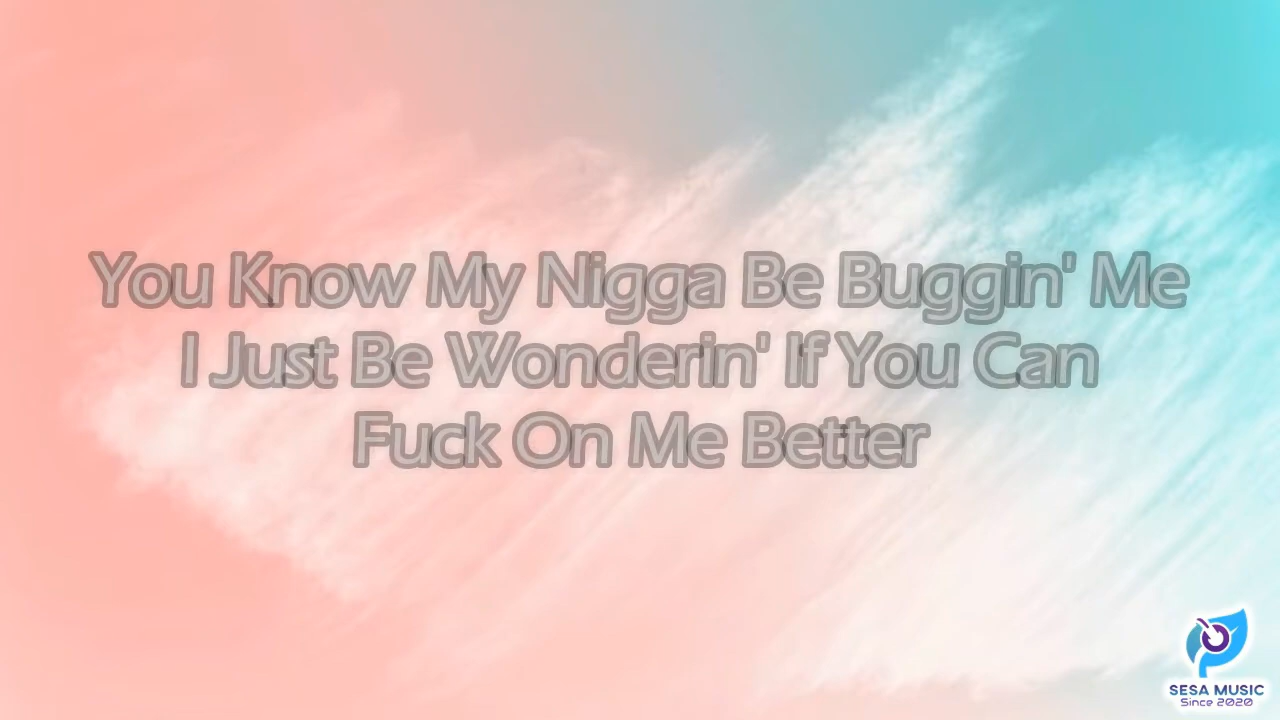 You Know My Nigga Be Buggin' Me
I Just Be Wonderin' If You Can
Fuck On Me Better
SESA MUSIC
Since 2020